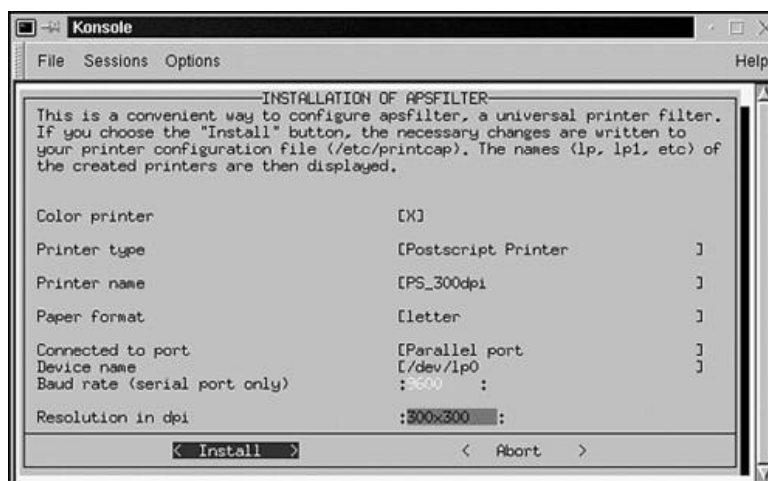 Konsole
File Sessions Options Help
INSTALLATION OF APSFILTER
This is a convenient way to configure apsfilter, a universal printer filter.
If you choose the "Install" button, the necessary changes are written to
your printer configuration file (/etc/printcap). The names (lp, lp1, etc) of
the created printers are then displayed.
Color printer [X]
Printer type [Postscript Printer ]
Printer name [PS_300dpi ]
Paper format [letter ]
Connected to port [Parallel port ]
Device name [/dev/lp0 ]
Baud rate (serial port only) :9600 :
Resolution in dpi :300x300 :
< Install > < Abort >